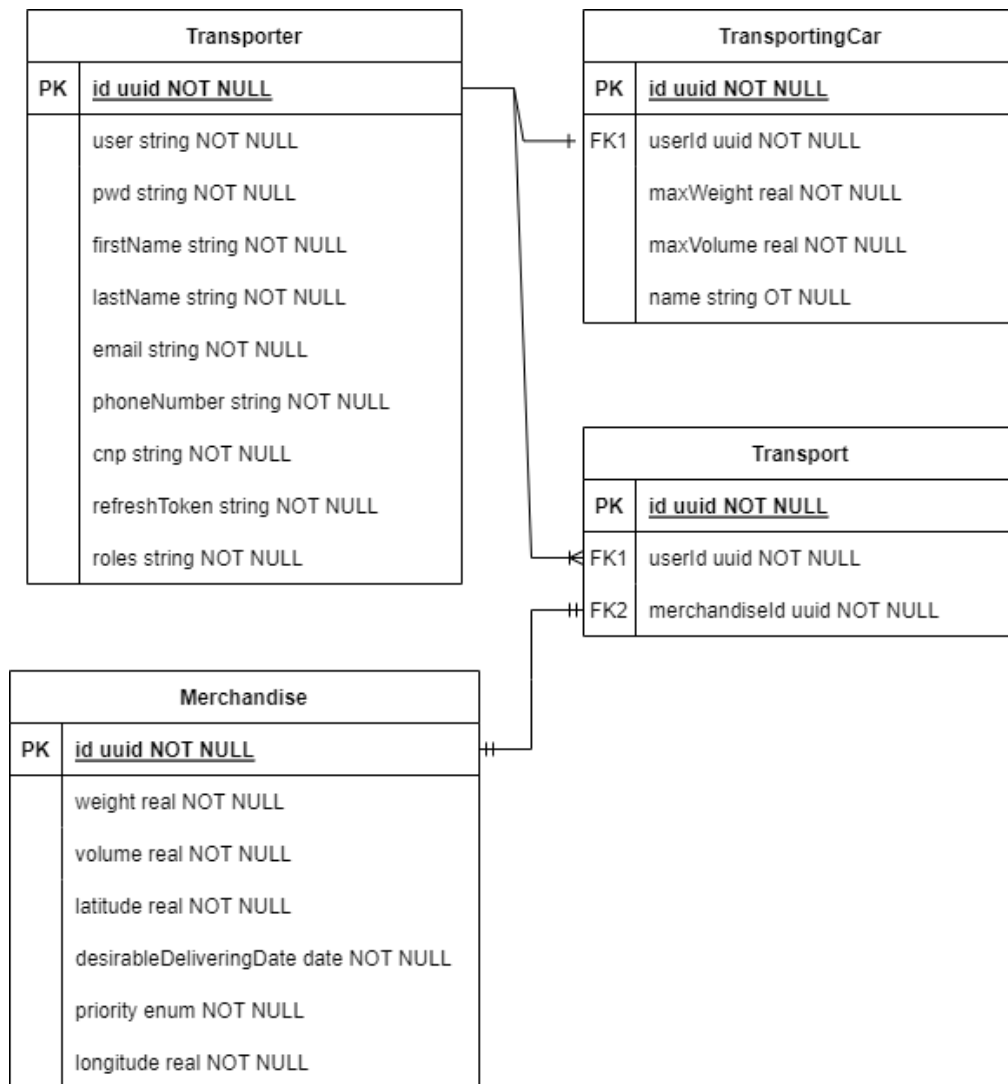 Transporter
PK id uuid NOT NULL
user string NOT NULL
pwd string NOT NULL
firstName string NOT NULL
lastName string NOT NULL
email string NOT NULL
phoneNumber string NOT NULL
cnp string NOT NULL
refreshToken string NOT NULL
roles string NOT NULL
TransportingCar
PK id uuid NOT NULL
FK1 userId uuid NOT NULL
maxWeight real NOT NULL
maxVolume real NOT NULL
name string OT NULL
Transport
PK id uuid NOT NULL
FK1 userId uuid NOT NULL
FK2 merchandiseId uuid NOT NULL
Merchandise
PK id uuid NOT NULL
weight real NOT NULL
volume real NOT NULL
latitude real NOT NULL
desirableDeliveringDate date NOT NULL
priority enum NOT NULL
longitude real NOT NULL